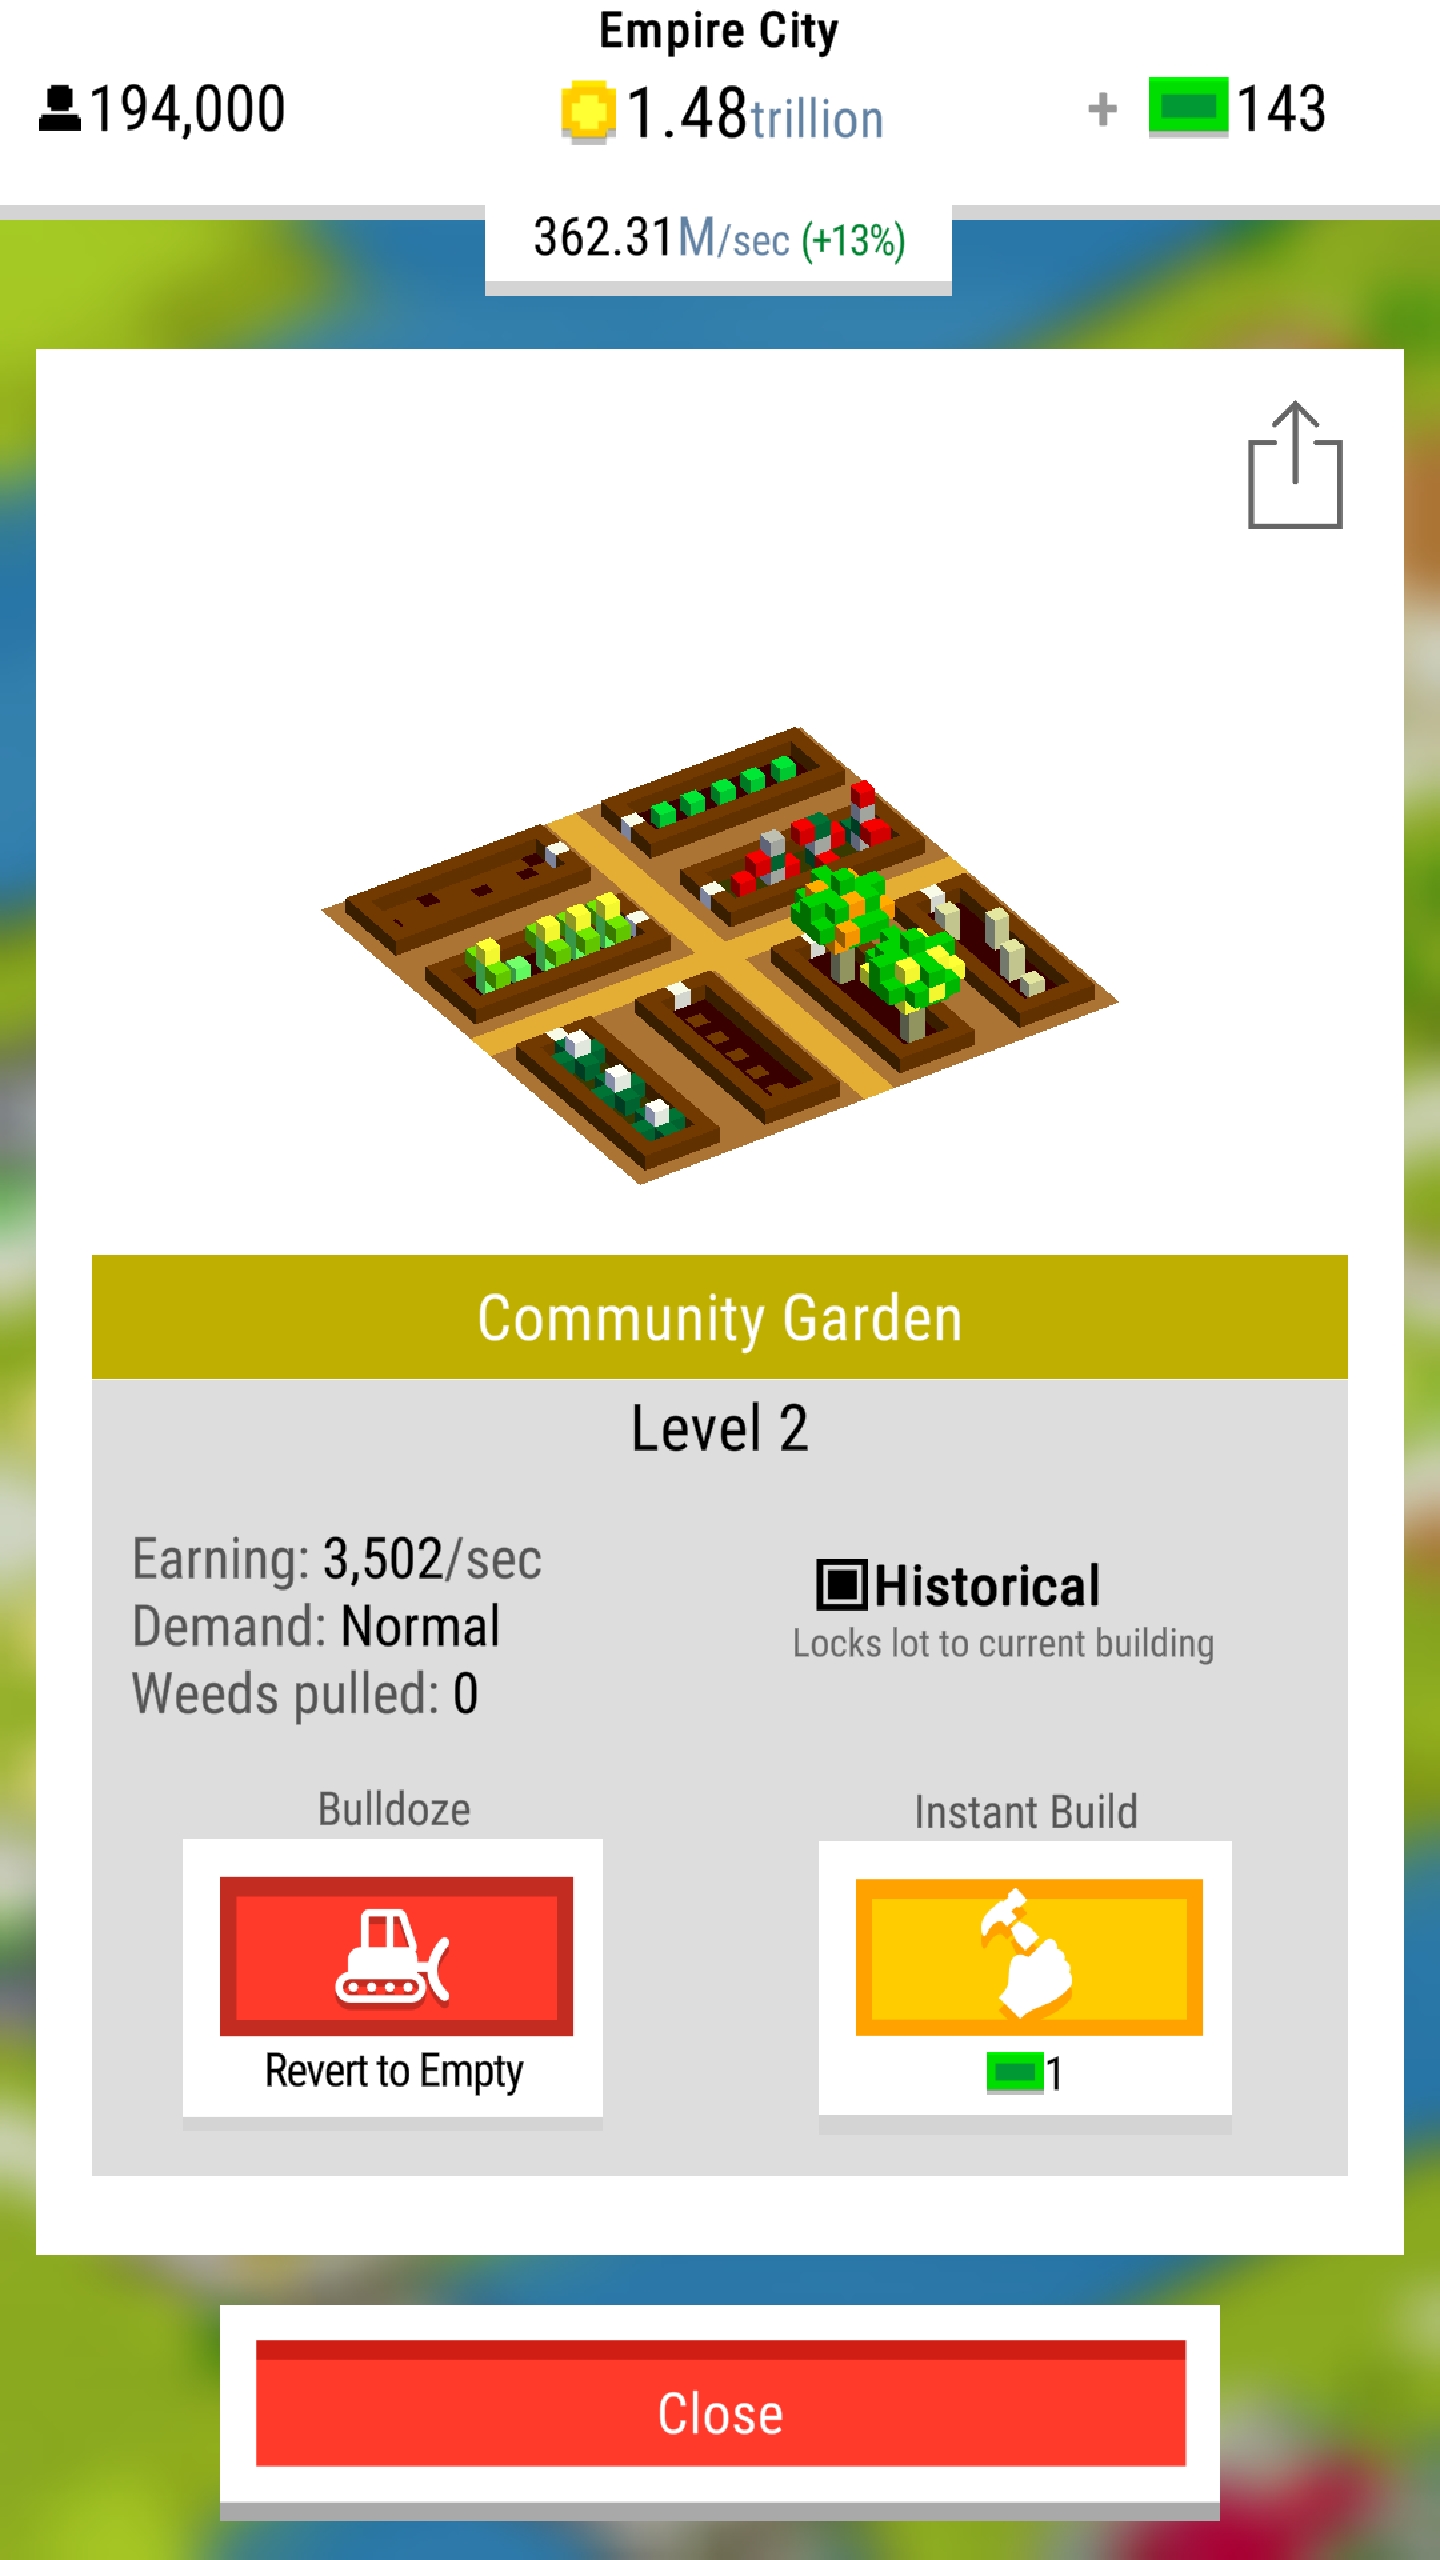 Empire City
194,000
1.48trillion
+ 143
362.31M/sec (+13%)
Community Garden
Level 2
Earning: 3,502/sec
Demand: Normal
Weeds pulled: 0
Historical
Locks lot to current building
Bulldoze
Revert to Empty
Instant Build
1
Close